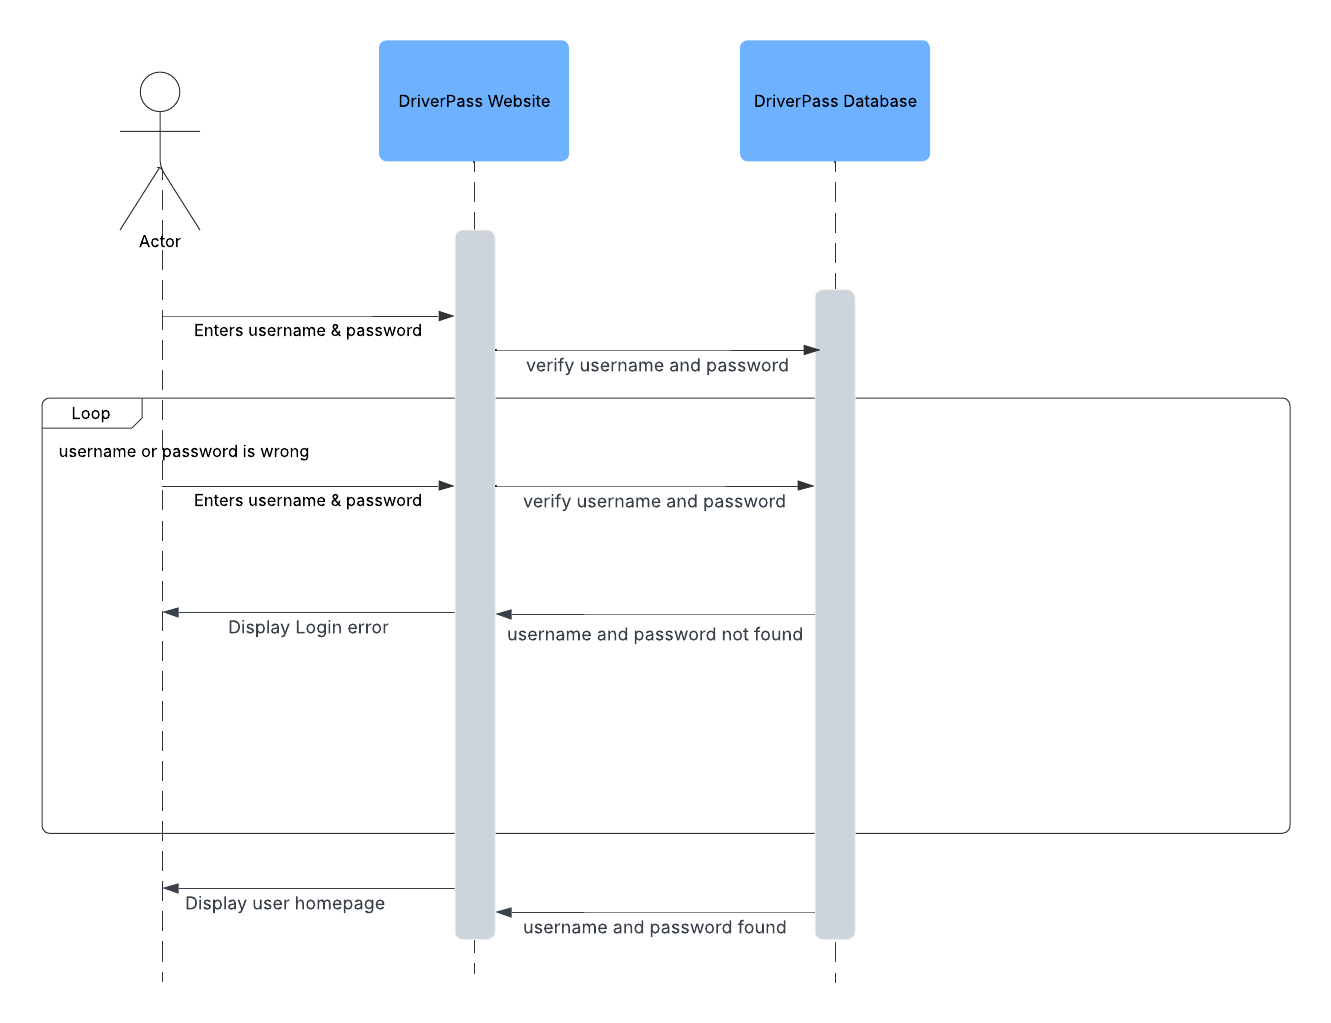 DriverPass Website
DriverPass Database
Actor
Enters username & password
verify username and password
Loop
username or password is wrong
Enters username & password
verify username and password
Display Login error
username and password not found
Display user homepage
username and password found